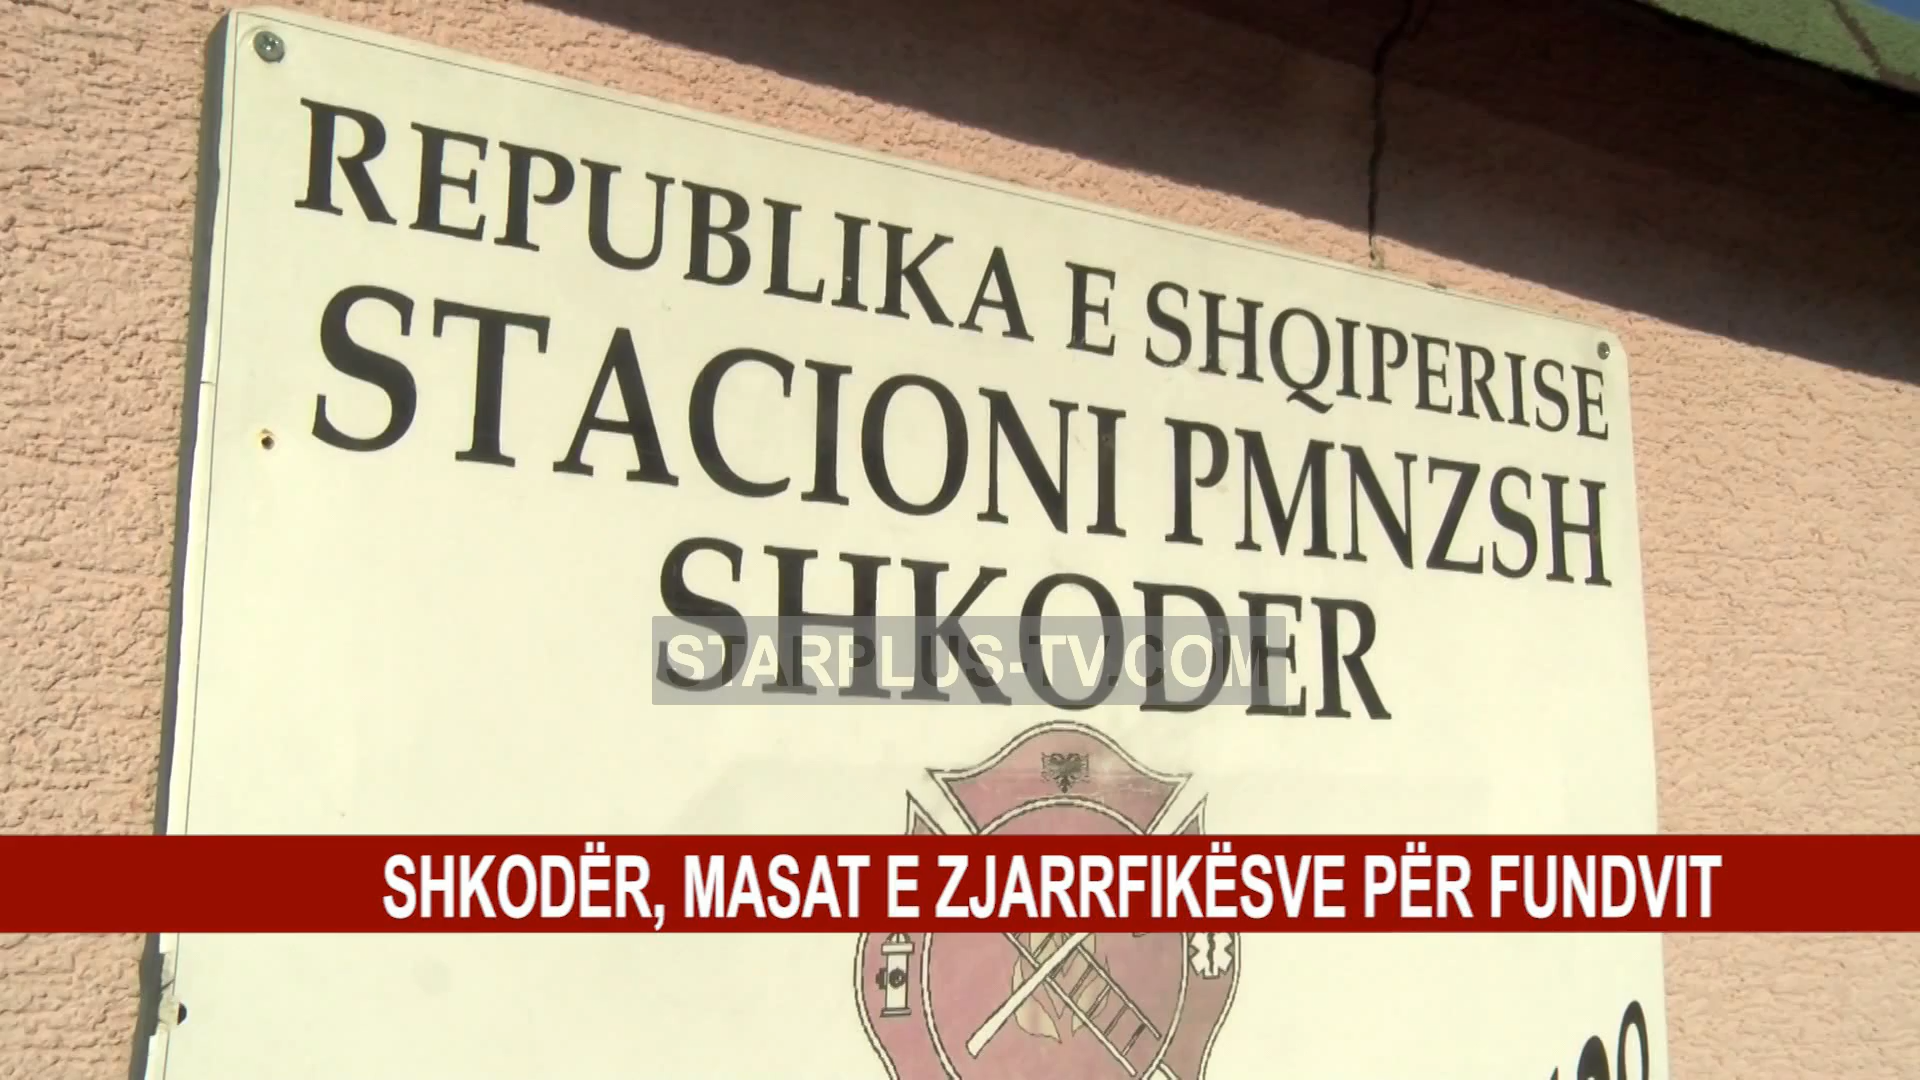 REPUBLIKA E SHQIPERISE
STACIONI PMNZSH
SHKODER
STARPLUS-TV.COM
SHKODËR, MASAT E ZJARRFIKËSVE PËR FUNDVIT